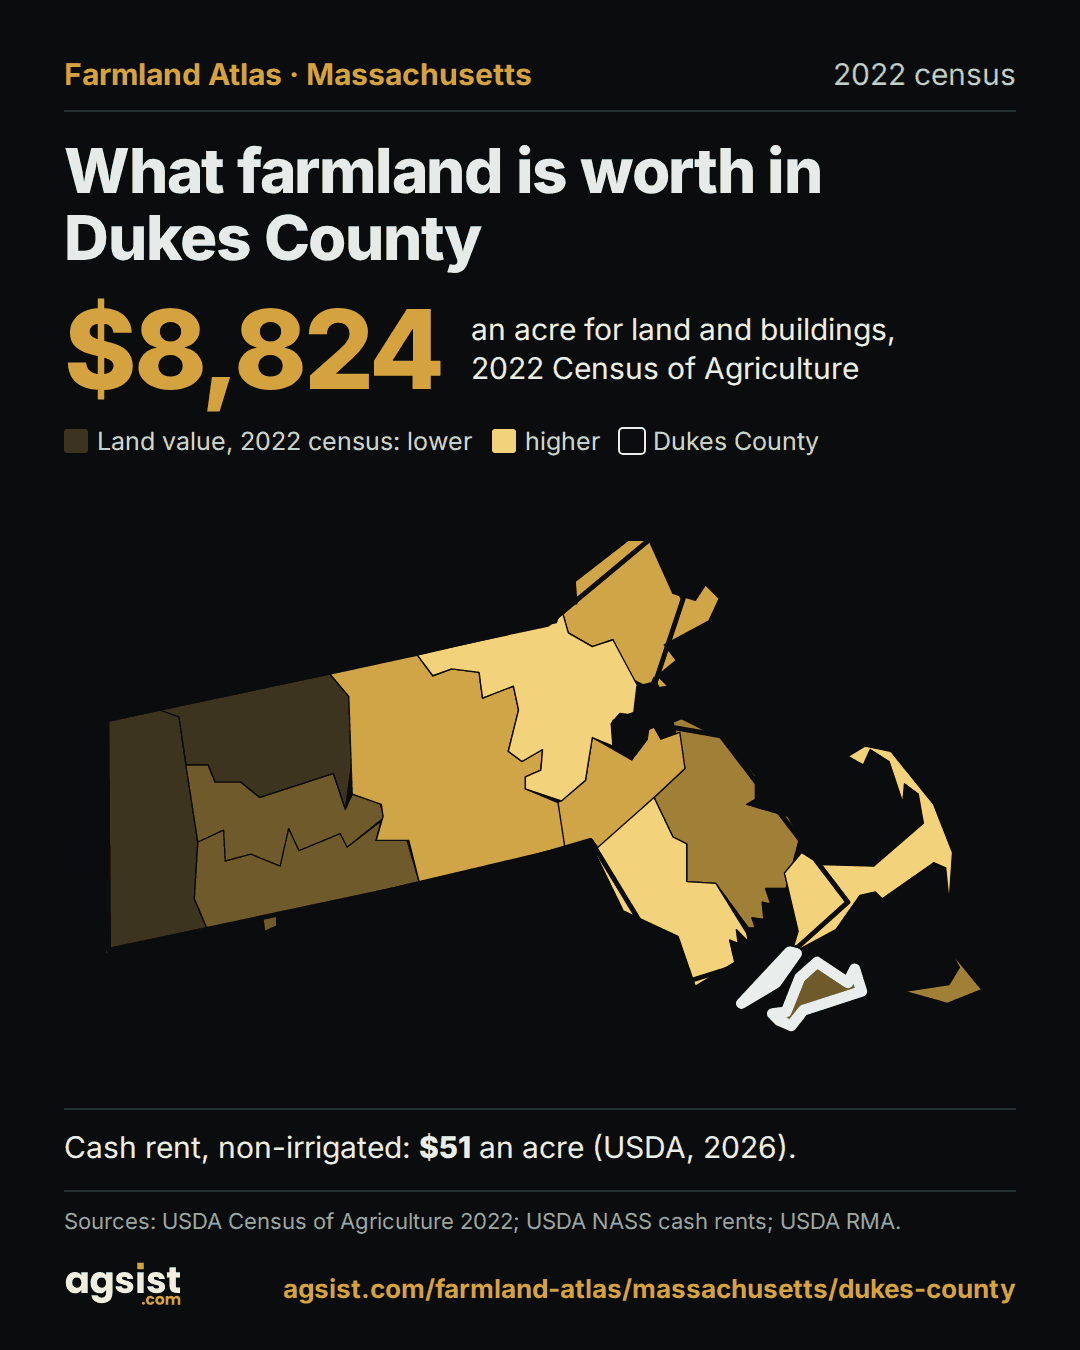 Farmland Atlas · Massachusetts
2022 census
What farmland is worth in
Dukes County
$8,824
an acre for land and buildings,
2022 Census of Agriculture
Land value, 2022 census: lower
higher
Dukes County
Cash rent, non-irrigated: $51 an acre (USDA, 2026).
Sources: USDA Census of Agriculture 2022; USDA NASS cash rents; USDA RMA.
agsist
.com
agsist.com/farmland-atlas/massachusetts/dukes-county